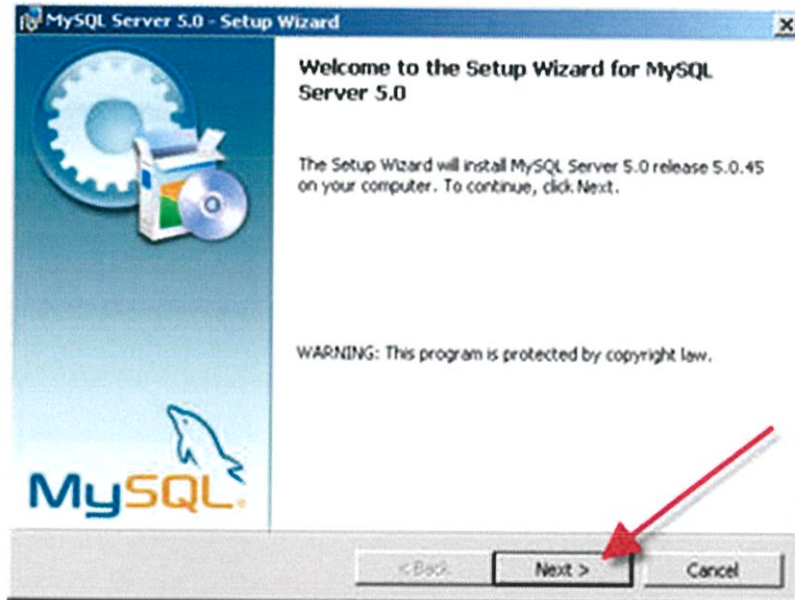 MySQL Server 5.0 - Setup Wizard
Welcome to the Setup Wizard for MySQL
Server 5.0
The Setup Wizard will install MySQL Server 5.0 release 5.0.45
on your computer. To continue, click Next.
WARNING: This program is protected by copyright law.
MySQL
< Back
Next >
Cancel